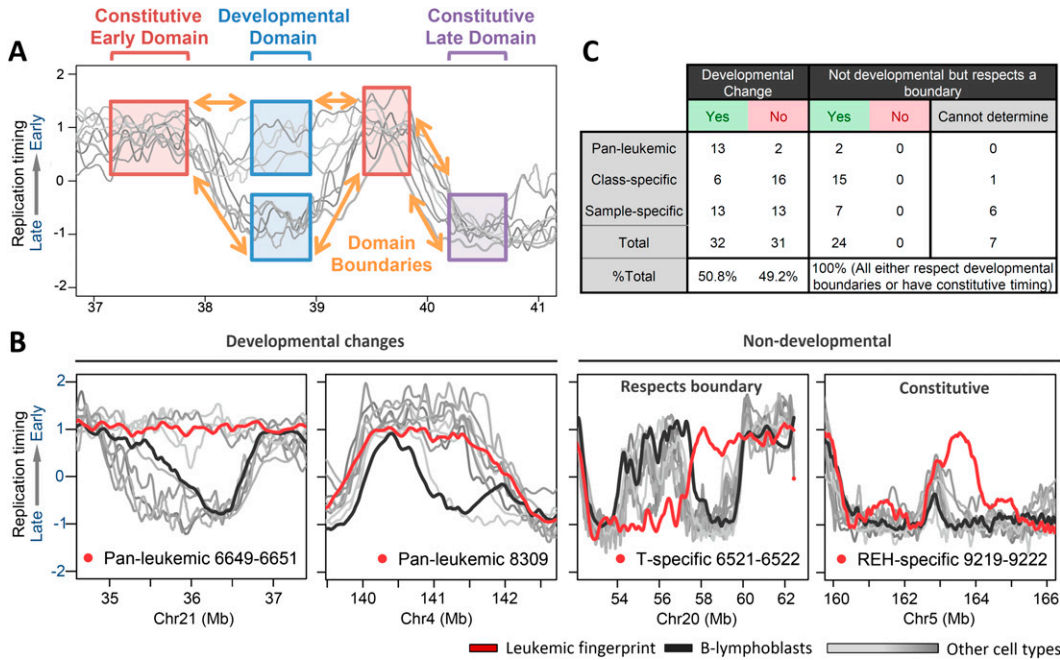 A
Constitutive Early Domain
Developmental Domain
Constitutive Late Domain
Replication timing
Late
Early
2
1
0
-1
-2
Domain Boundaries
37 38 39 40 41
C
Developmental Change
Not developmental but respects a boundary
Yes No Yes No Cannot determine
Pan-leukemic 13 2 2 0 0
Class-specific 6 16 15 0 1
Sample-specific 13 13 7 0 6
Total 32 31 24 0 7
%Total 50.8% 49.2% 100% (All either respect developmental boundaries or have constitutive timing)
B
Developmental changes
Non-developmental
Replication timing
Late
Early
2
1
0
-1
-2
Pan-leukemic 6649-6651
35 36 37
Chr21 (Mb)
Pan-leukemic 8309
140 141 142
Chr4 (Mb)
Respects boundary
T-specific 6521-6522
54 56 58 60 62
Chr20 (Mb)
Constitutive
REH-specific 9219-9222
160 162 164 166
Chr5 (Mb)
Leukemic fingerprint
B-lymphoblasts
Other cell types